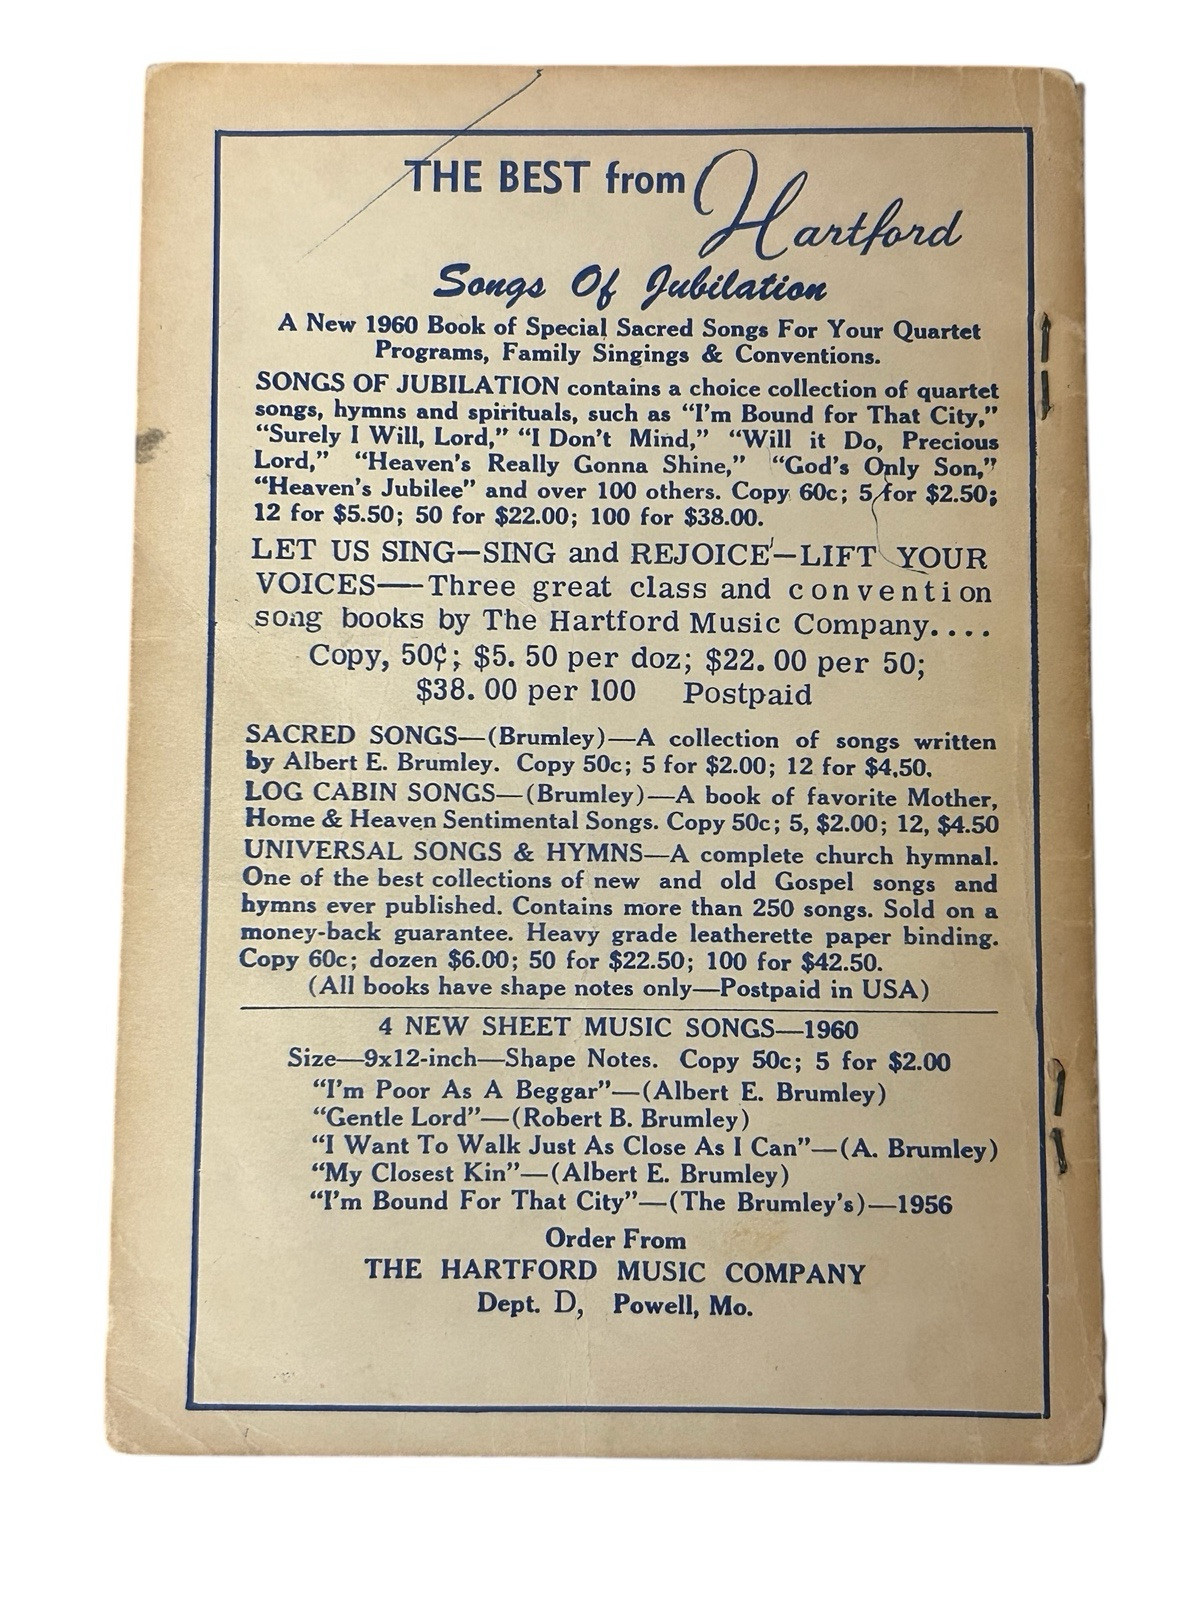 THE BEST from Hartford
Songs Of Jubilation
A New 1960 Book of Special Sacred Songs For Your Quartet
Programs, Family Singings & Conventions.
SONGS OF JUBILATION contains a choice collection of quartet
songs, hymns and spirituals, such as "I'm Bound for That City,"
"Surely I Will, Lord," "I Don't Mind," "Will it Do, Precious
Lord," "Heaven's Really Gonna Shine," "God's Only Son,"
"Heaven's Jubilee" and over 100 others. Copy 60c; 5 for $2.50;
12 for $5.50; 50 for $22.00; 100 for $38.00.
LET US SING—SING and REJOICE—LIFT YOUR
VOICES—Three great class and convention
song books by The Hartford Music Company....
Copy, 50¢; $5.50 per doz; $22.00 per 50;
$38.00 per 100 Postpaid
SACRED SONGS—(Brumley)—A collection of songs written
by Albert E. Brumley. Copy 50c; 5 for $2.00; 12 for $4.50.
LOG CABIN SONGS—(Brumley)—A book of favorite Mother,
Home & Heaven Sentimental Songs. Copy 50c; 5, $2.00; 12, $4.50
UNIVERSAL SONGS & HYMNS—A complete church hymnal.
One of the best collections of new and old Gospel songs and
hymns ever published. Contains more than 250 songs. Sold on a
money-back guarantee. Heavy grade leatherette paper binding.
Copy 60c; dozen $6.00; 50 for $22.50; 100 for $42.50.
(All books have shape notes only—Postpaid in USA)
4 NEW SHEET MUSIC SONGS—1960
Size—9x12-inch—Shape Notes. Copy 50c; 5 for $2.00
"I'm Poor As A Beggar"—(Albert E. Brumley)
"Gentle Lord"—(Robert B. Brumley)
"I Want To Walk Just As Close As I Can"—(A. Brumley)
"My Closest Kin"—(Albert E. Brumley)
"I'm Bound For That City"—(The Brumley's)—1956
Order From
THE HARTFORD MUSIC COMPANY
Dept. D, Powell, Mo.